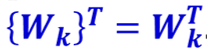 {W_k}^T = W_k^T.